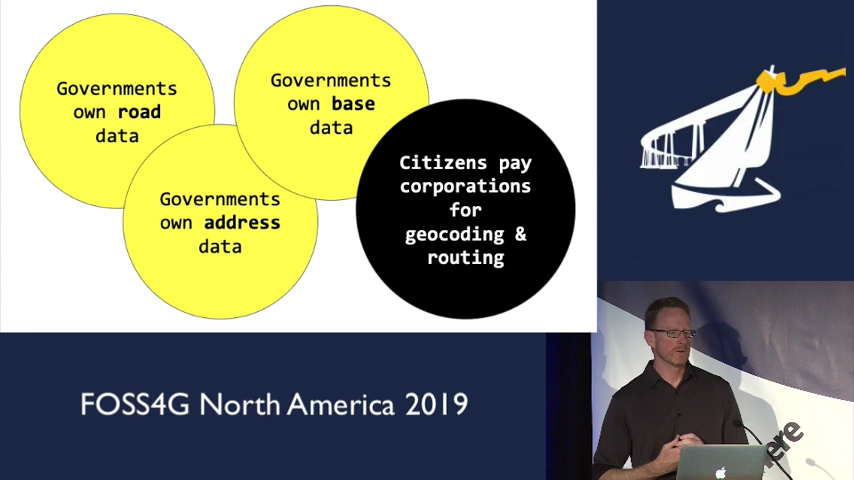 Governments
own road
data
Governments
own base
data
Governments
own address
data
Citizens pay
corporations
for
geocoding &
routing
FOSS4G North America 2019
ere